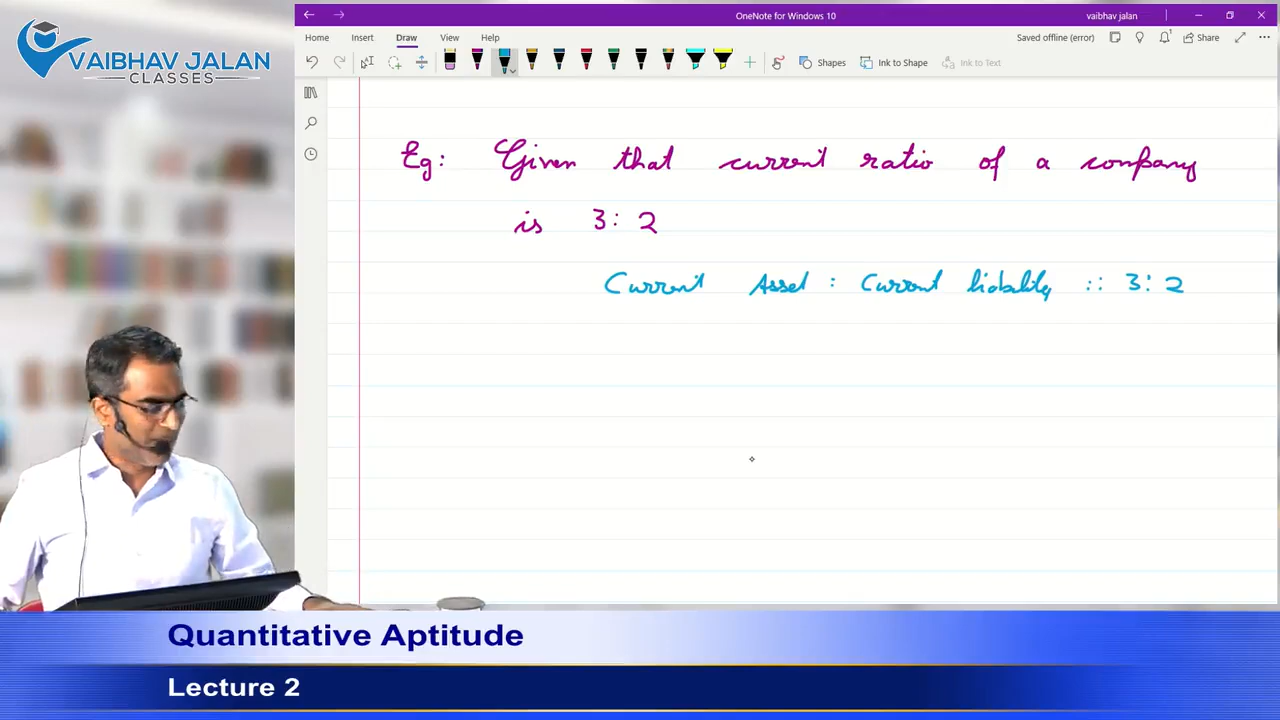 VAIBHAV JALAN
CLASSES
OneNote for Windows 10
vaibhav jalan
Home Insert Draw View Help
Saved offline (error)
Share
Shapes
Ink to Shape
Ink to Text
Eg: Given that current ratio of a company
is 3:2
Current Asset : Current liability :: 3:2
Quantitative Aptitude
Lecture 2